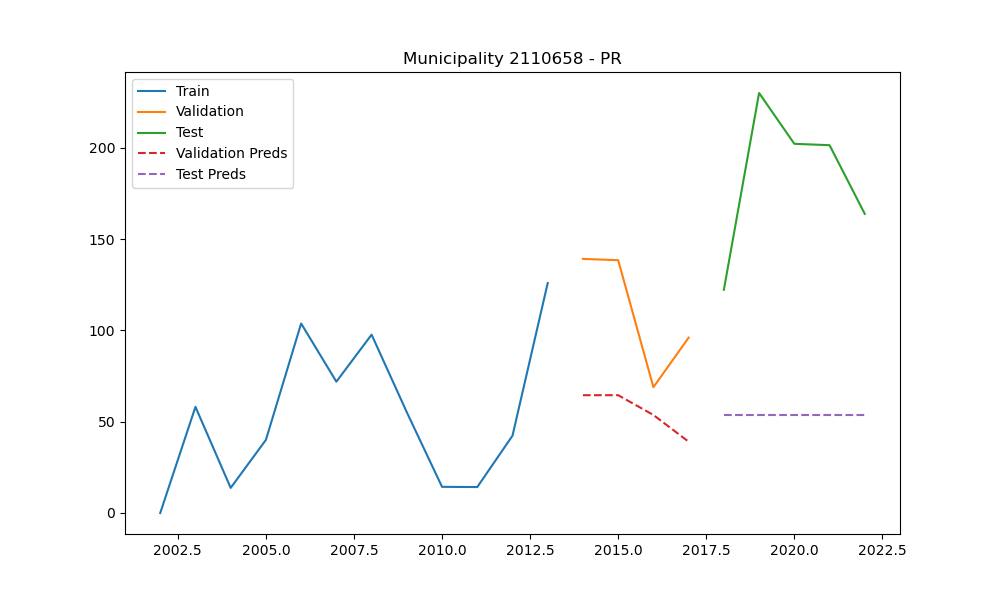 Municipality 2110658 - PR
Train
Validation
Test
Validation Preds
Test Preds
200
150
100
50
0
2002.5 2005.0 2007.5 2010.0 2012.5 2015.0 2017.5 2020.0 2022.5